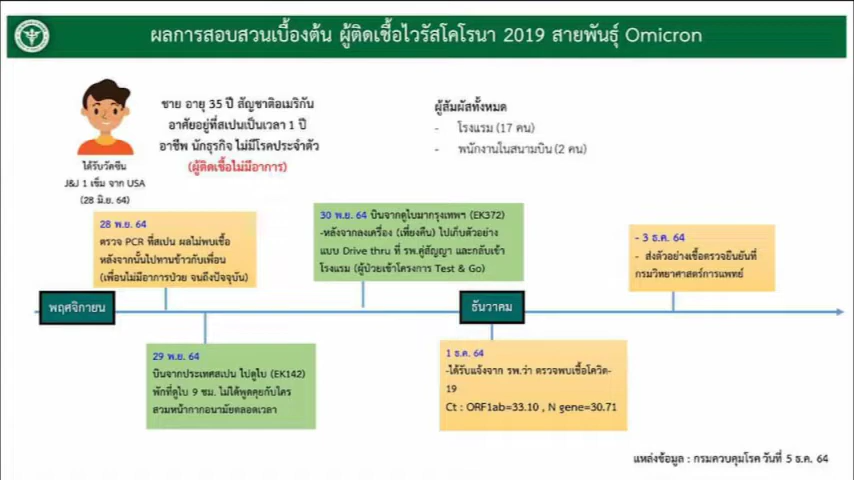 ผลการสอบสวนเบื้องต้น ผู้ติดเชื้อไวรัสโคโรนา 2019 สายพันธุ์ Omicron
ชาย อายุ 35 ปี สัญชาติอเมริกัน
อาศัยอยู่ที่สเปนเป็นเวลา 1 ปี
อาชีพ นักธุรกิจ ไม่มีโรคประจำตัว
(ผู้ติดเชื้อไม่มีอาการ)
ได้รับวัคซีน
J&J 1 เข็ม จาก USA
(28 มิ.ย. 64)
ผู้สัมผัสทั้งหมด
- โรงแรม (17 คน)
- พนักงานในสนามบิน (2 คน)
28 พ.ย. 64
ตรวจ PCR ที่สเปน ผลไม่พบเชื้อ
หลังจากนั้นไปทานข้าวกับเพื่อน
(เพื่อนไม่มีอาการป่วย จนถึงปัจจุบัน)
30 พ.ย. 64 บินจากดูไบมากรุงเทพฯ (EK372)
-หลังจากลงเครื่อง (เที่ยงคืน) ไปเก็บตัวอย่าง
แบบ Drive thru ที่ รพ.คู่สัญญา และกลับเข้า
โรงแรม (ผู้ป่วยเข้าโครงการ Test & Go)
- 3 ธ.ค. 64
- ส่งตัวอย่างเชื้อตรวจยืนยันที่
กรมวิทยาศาสตร์การแพทย์
พฤศจิกายน
ธันวาคม
29 พ.ย. 64
บินจากประเทศสเปน ไปดูไบ (EK142)
พักที่ดูไบ 9 ชม. ไม่ได้พูดคุยกับใคร
สวมหน้ากากอนามัยตลอดเวลา
1 ธ.ค. 64
-ได้รับแจ้งจาก รพ.ว่า ตรวจพบเชื้อโควิด-
19
Ct : ORF1ab=33.10 , N gene=30.71
แหล่งข้อมูล : กรมควบคุมโรค วันที่ 5 ธ.ค. 64